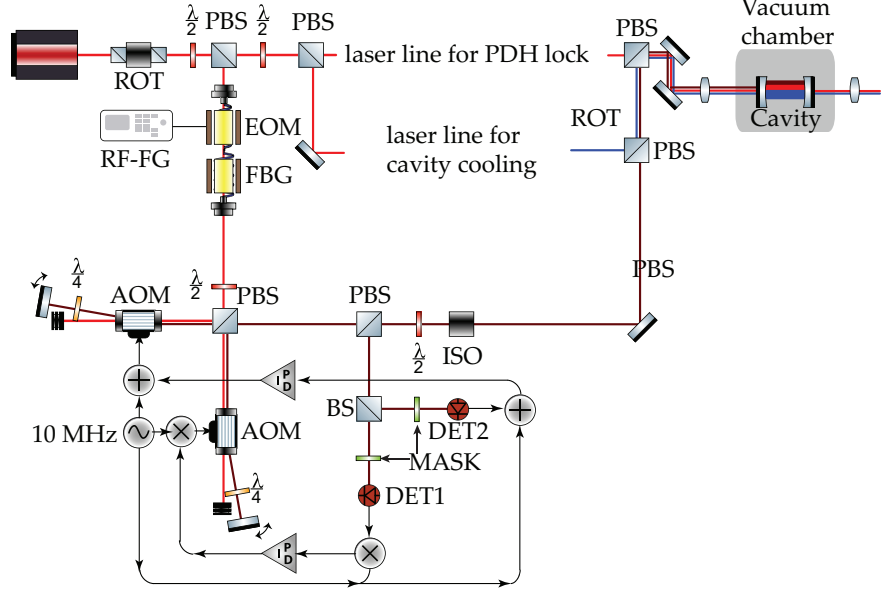 λ/2
PBS
λ/2
PBS
PBS
Vacuum
chamber
laser line for PDH lock
ROT
EOM
RF-FG
laser line for
cavity cooling
ROT
PBS
Cavity
FBG
λ/4
AOM
λ/2
PBS
PBS
PBS
λ/2
ISO
PID
BS
DET2
10 MHz
AOM
MASK
λ/4
DET1
PID